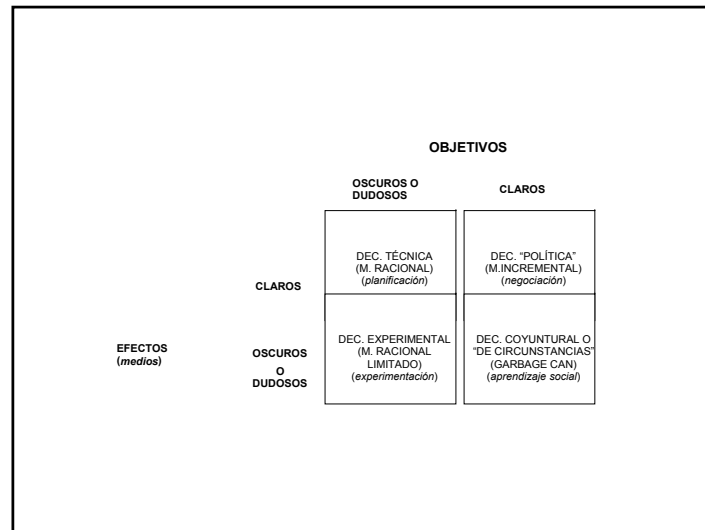 OBJETIVOS
OSCUROS O
DUDOSOS
CLAROS
CLAROS
DEC. TÉCNICA
(M. RACIONAL)
(planificación)
DEC. “POLÍTICA”
(M.INCREMENTAL)
(negociación)
EFECTOS
(medios)
OSCUROS
O
DUDOSOS
DEC. EXPERIMENTAL
(M. RACIONAL
LIMITADO)
(experimentación)
DEC. COYUNTURAL O
“DE CIRCUNSTANCIAS”
(GARBAGE CAN)
(aprendizaje social)